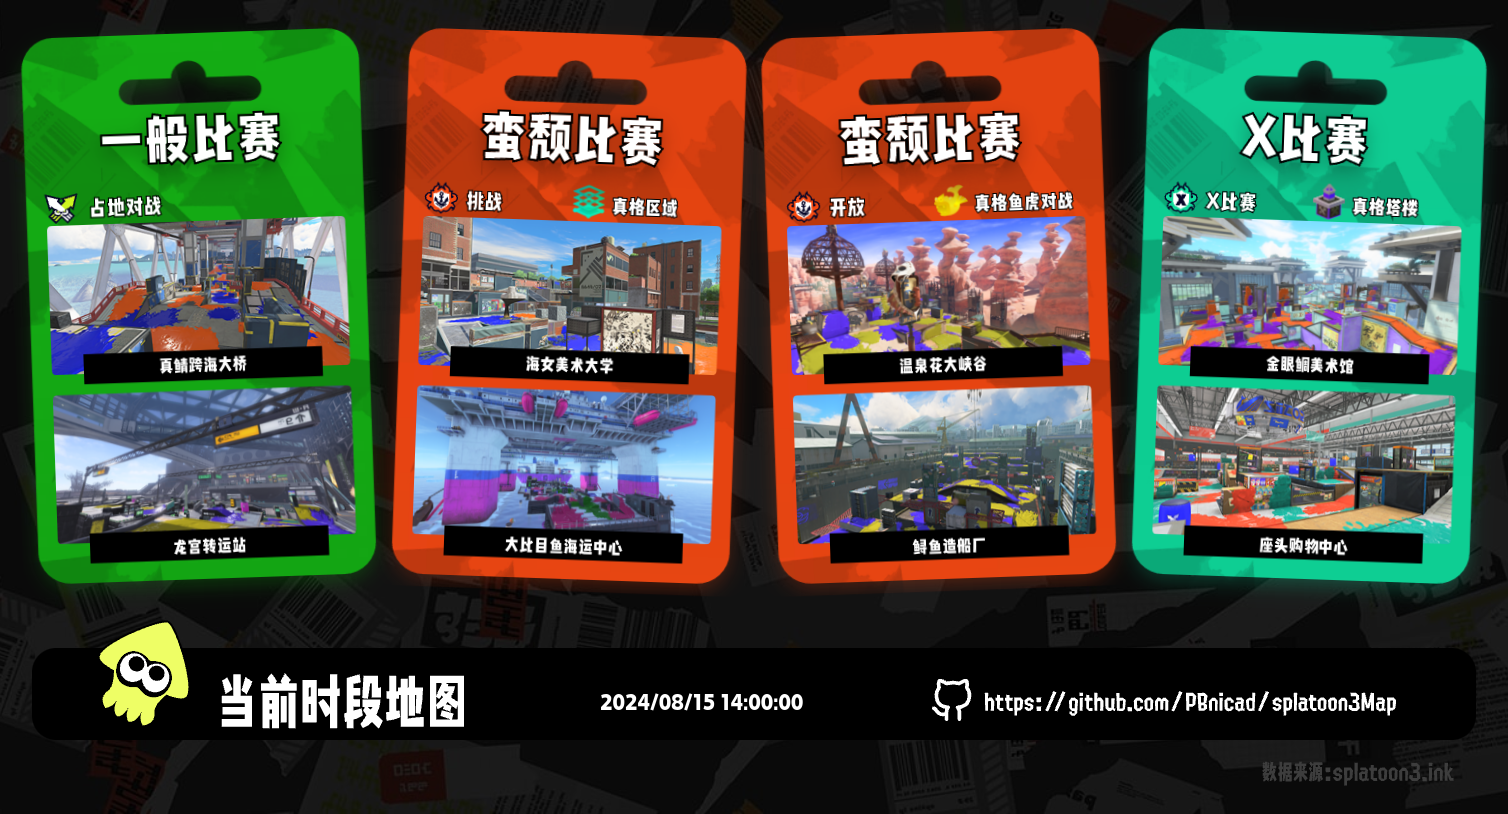 一般比赛
占地对战
真鲷跨海大桥
龙宫转运站
蛮颓比赛
挑战
真格区域
海女美术大学
大比目鱼海运中心
蛮颓比赛
开放
真格鱼虎对战
温泉花大峡谷
鲟鱼造船厂
X比赛
X比赛
真格塔楼
金眼鲷美术馆
座头购物中心
当前时段地图
2024/08/15 14:00:00
https://github.com/PBnicad/splatoon3Map
数据来源:splatoon3.ink